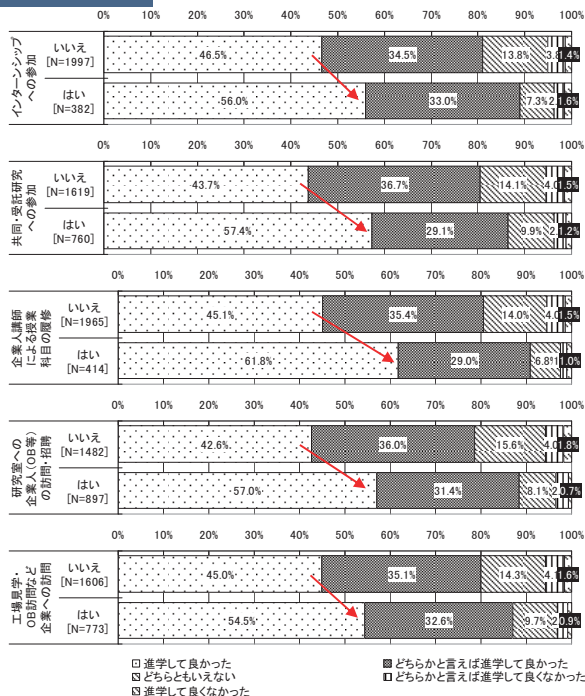 0% 10% 20% 30% 40% 50% 60% 70% 80% 90% 100%
インターンシップ
への参加
いいえ
[N=1997]
46.5% 34.5% 13.8% 3.8 1.4%
はい
[N=382]
56.0% 33.0% 7.3% 2. 1.6%
0% 10% 20% 30% 40% 50% 60% 70% 80% 90% 100%
共同・受託研究
への参加
いいえ
[N=1619]
43.7% 36.7% 14.1% 4.0 1.5%
はい
[N=760]
57.4% 29.1% 9.9% 2. 1.2%
0% 10% 20% 30% 40% 50% 60% 70% 80% 90% 100%
企業人講師
による授業
科目の履修
いいえ
[N=1965]
45.1% 35.4% 14.0% 4.0 1.5%
はい
[N=414]
61.8% 29.0% 6.8% 1 1.0%
0% 10% 20% 30% 40% 50% 60% 70% 80% 90% 100%
研究室への
企業人(OB等)
の訪問・招聘
いいえ
[N=1482]
42.6% 36.0% 15.6% 4.0 1.8%
はい
[N=897]
57.0% 31.4% 8.1% 2. 0.7%
0% 10% 20% 30% 40% 50% 60% 70% 80% 90% 100%
工場見学・
OB訪問など
企業への訪問
いいえ
[N=1606]
45.0% 35.1% 14.3% 4.1 1.6%
はい
[N=773]
54.5% 32.6% 9.7% 2. 0.9%
進学して良かった どちらかと言えば進学して良かった
どちらともいえない どちらかと言えば進学して良くなかった
進学して良くなかった